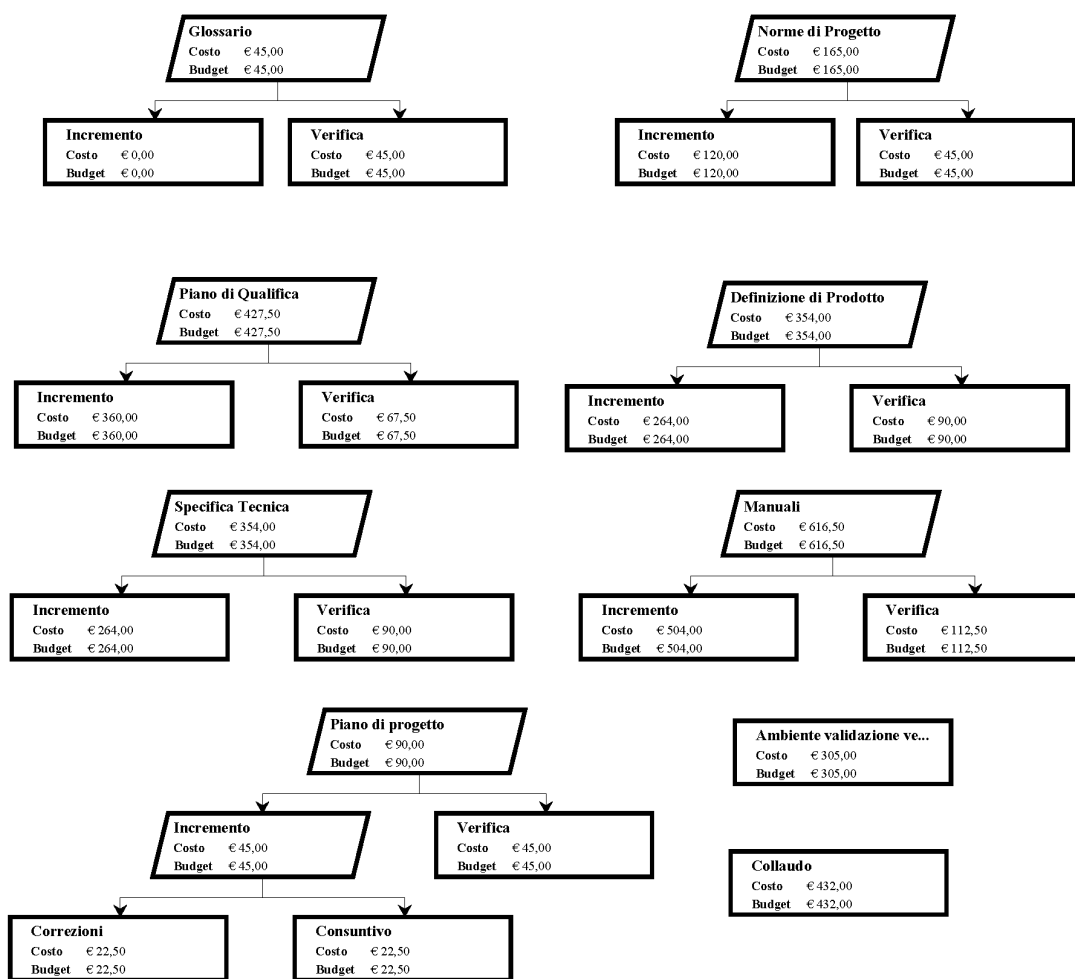 Glossario
Costo € 45,00
Budget € 45,00
Incremento
Costo € 0,00
Budget € 0,00
Verifica
Costo € 45,00
Budget € 45,00
Norme di Progetto
Costo € 165,00
Budget € 165,00
Incremento
Costo € 120,00
Budget € 120,00
Verifica
Costo € 45,00
Budget € 45,00
Piano di Qualifica
Costo € 427,50
Budget € 427,50
Incremento
Costo € 360,00
Budget € 360,00
Verifica
Costo € 67,50
Budget € 67,50
Definizione di Prodotto
Costo € 354,00
Budget € 354,00
Incremento
Costo € 264,00
Budget € 264,00
Verifica
Costo € 90,00
Budget € 90,00
Specifica Tecnica
Costo € 354,00
Budget € 354,00
Incremento
Costo € 264,00
Budget € 264,00
Verifica
Costo € 90,00
Budget € 90,00
Manuali
Costo € 616,50
Budget € 616,50
Incremento
Costo € 504,00
Budget € 504,00
Verifica
Costo € 112,50
Budget € 112,50
Piano di progetto
Costo € 90,00
Budget € 90,00
Incremento
Costo € 45,00
Budget € 45,00
Verifica
Costo € 45,00
Budget € 45,00
Correzioni
Costo € 22,50
Budget € 22,50
Consuntivo
Costo € 22,50
Budget € 22,50
Ambiente validazione ve...
Costo € 305,00
Budget € 305,00
Collaudo
Costo € 432,00
Budget € 432,00